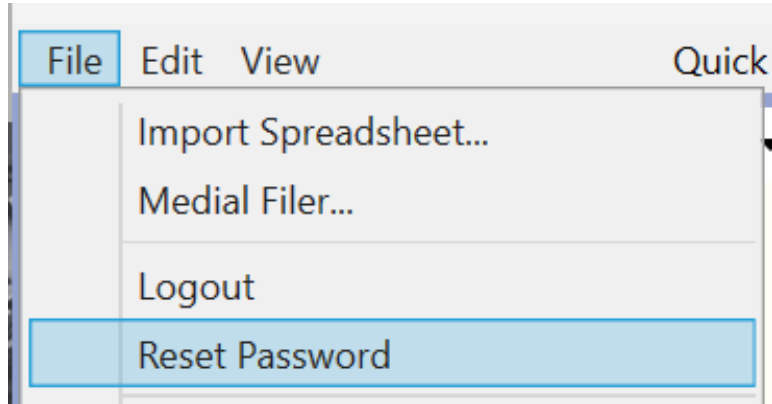 File Edit View Quick
Import Spreadsheet...
Medial Filer...
Logout
Reset Password